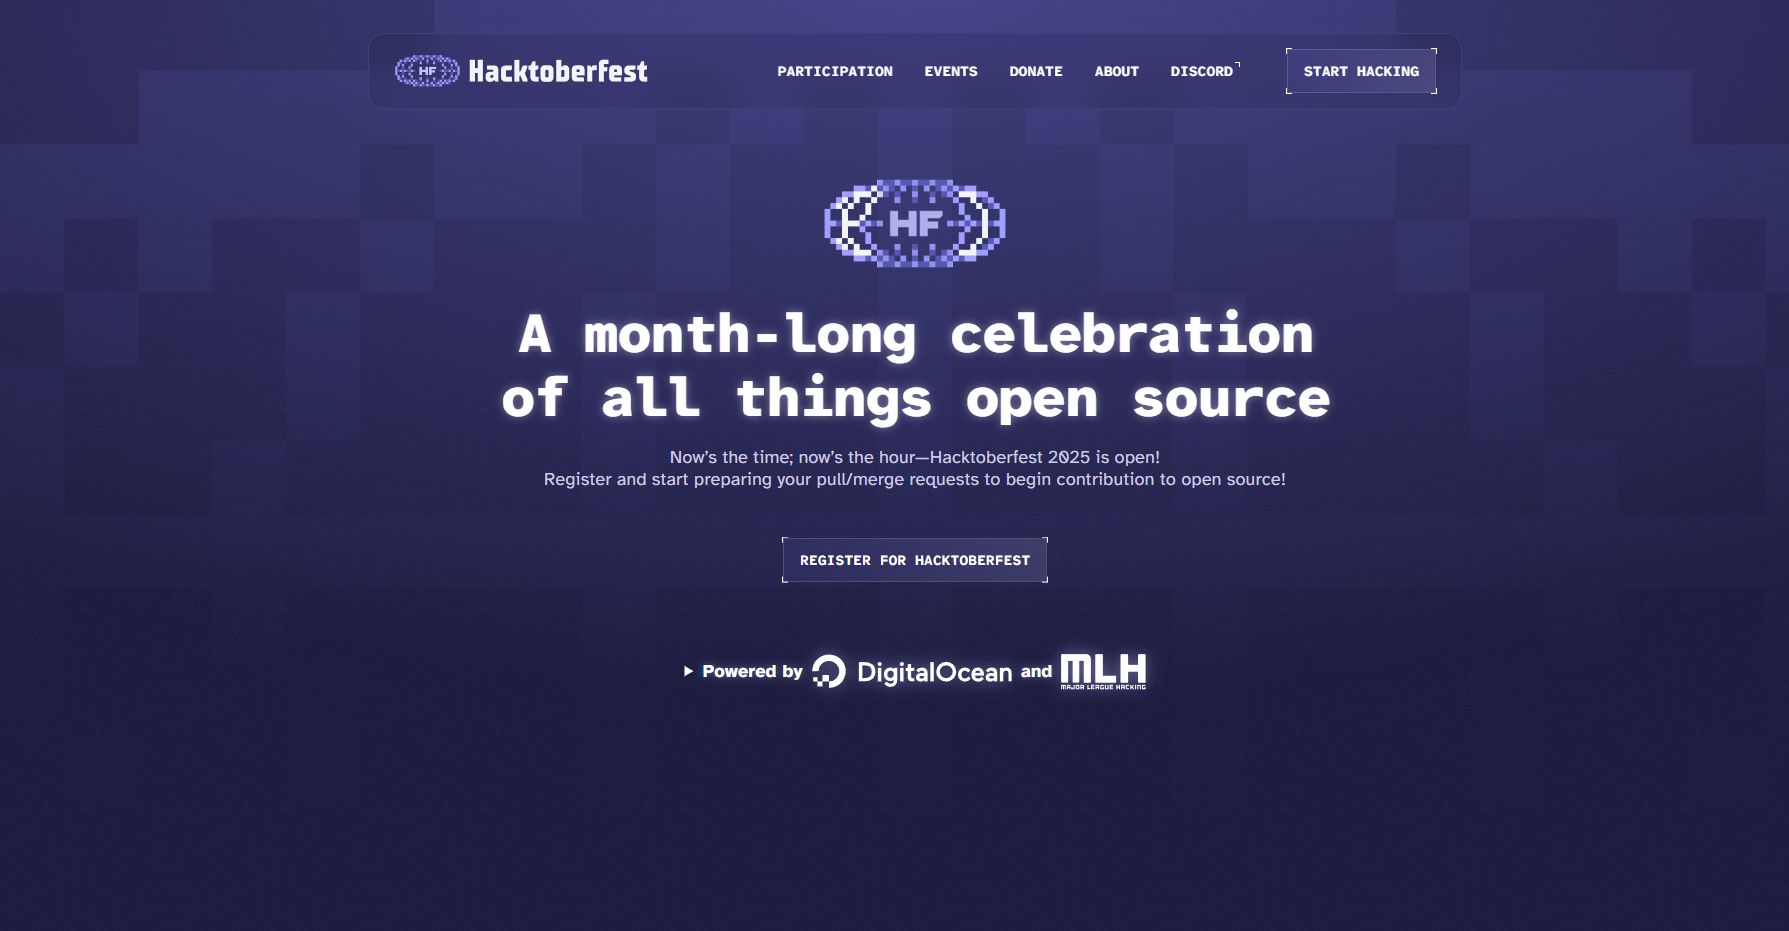 HF Hacktoberfest PARTICIPATION EVENTS DONATE ABOUT DISCORD START HACKING
HF
A month-long celebration
of all things open source
Now's the time; now's the hour—Hacktoberfest 2025 is open!
Register and start preparing your pull/merge requests to begin contribution to open source!
REGISTER FOR HACKTOBERFEST
Powered by DigitalOcean and MLH
MAJOR LEAGUE HACKING